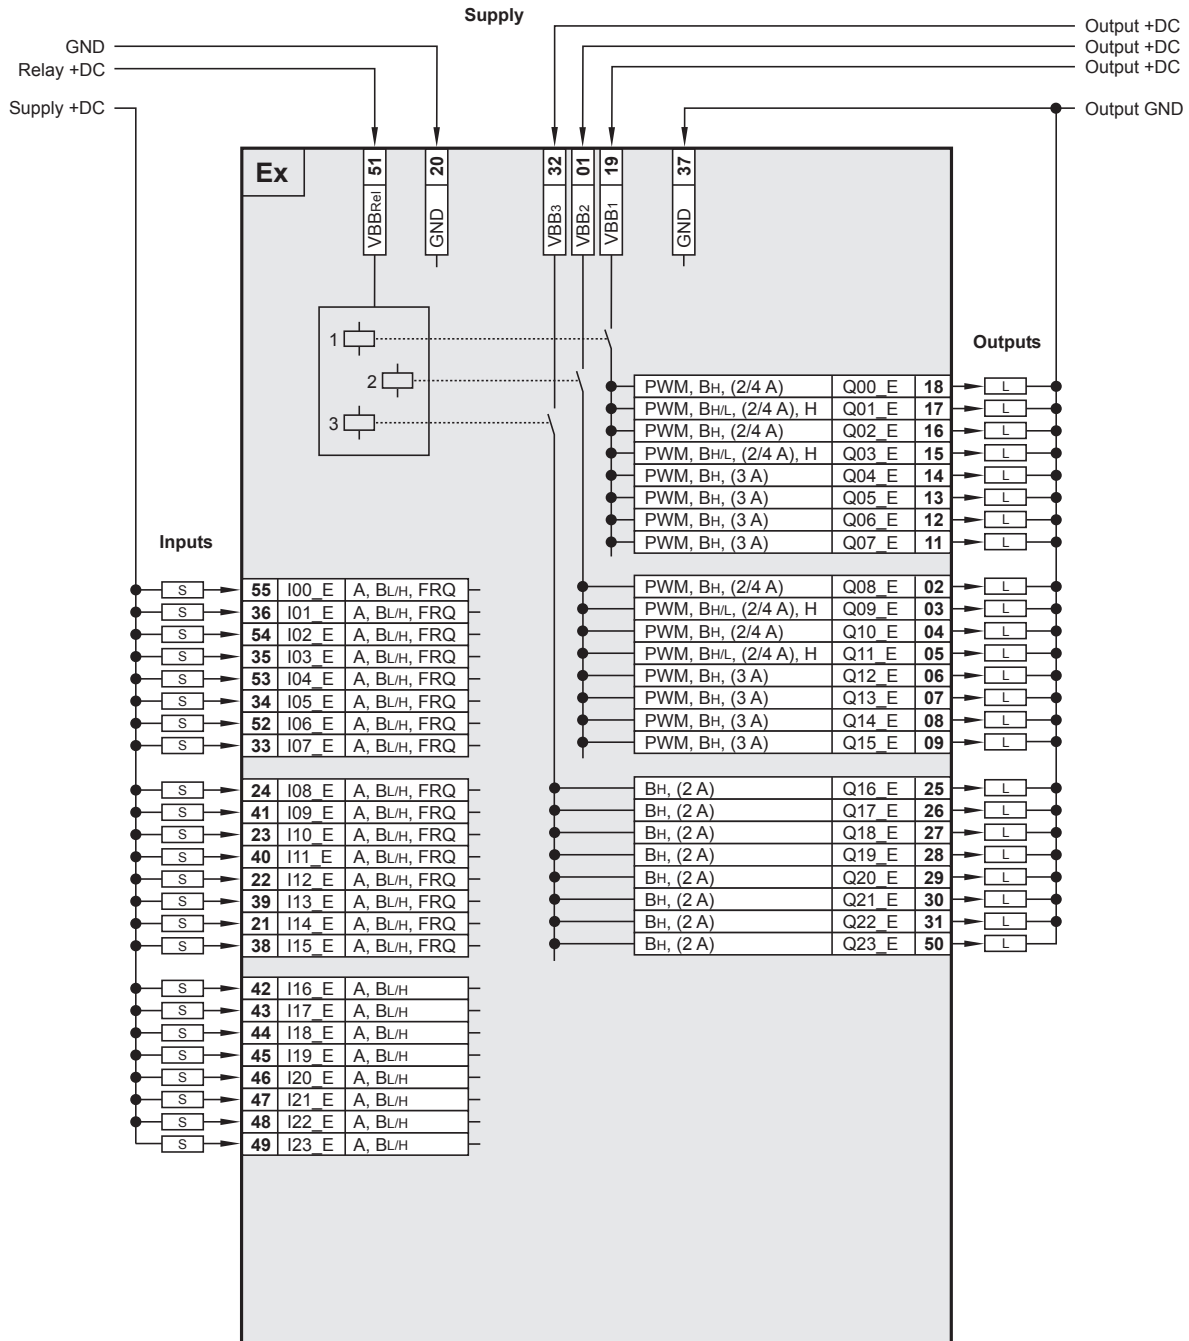 Supply
Output +DC
GND
Output +DC
Relay +DC
Output +DC
Supply +DC
Output GND
Ex
51
VBBRel
20
GND
32
VBB3
01
VBB2
19
VBB1
37
GND
1
2
3
Outputs
PWM, BH, (2/4 A) Q00_E 18 L
PWM, BH/L, (2/4 A), H Q01_E 17 L
PWM, BH, (2/4 A) Q02_E 16 L
PWM, BH/L, (2/4 A), H Q03_E 15 L
PWM, BH, (3 A) Q04_E 14 L
PWM, BH, (3 A) Q05_E 13 L
PWM, BH, (3 A) Q06_E 12 L
PWM, BH, (3 A) Q07_E 11 L
PWM, BH, (2/4 A) Q08_E 02 L
PWM, BH/L, (2/4 A), H Q09_E 03 L
PWM, BH, (2/4 A) Q10_E 04 L
PWM, BH/L, (2/4 A), H Q11_E 05 L
PWM, BH, (3 A) Q12_E 06 L
PWM, BH, (3 A) Q13_E 07 L
PWM, BH, (3 A) Q14_E 08 L
PWM, BH, (3 A) Q15_E 09 L
BH, (2 A) Q16_E 25 L
BH, (2 A) Q17_E 26 L
BH, (2 A) Q18_E 27 L
BH, (2 A) Q19_E 28 L
BH, (2 A) Q20_E 29 L
BH, (2 A) Q21_E 30 L
BH, (2 A) Q22_E 31 L
BH, (2 A) Q23_E 50 L
Inputs
S 55 I00_E A, BL/H, FRQ
S 36 I01_E A, BL/H, FRQ
S 54 I02_E A, BL/H, FRQ
S 35 I03_E A, BL/H, FRQ
S 53 I04_E A, BL/H, FRQ
S 34 I05_E A, BL/H, FRQ
S 52 I06_E A, BL/H, FRQ
S 33 I07_E A, BL/H, FRQ
S 24 I08_E A, BL/H, FRQ
S 41 I09_E A, BL/H, FRQ
S 23 I10_E A, BL/H, FRQ
S 40 I11_E A, BL/H, FRQ
S 22 I12_E A, BL/H, FRQ
S 39 I13_E A, BL/H, FRQ
S 21 I14_E A, BL/H, FRQ
S 38 I15_E A, BL/H, FRQ
S 42 I16_E A, BL/H
S 43 I17_E A, BL/H
S 44 I18_E A, BL/H
S 45 I19_E A, BL/H
S 46 I20_E A, BL/H
S 47 I21_E A, BL/H
S 48 I22_E A, BL/H
S 49 I23_E A, BL/H